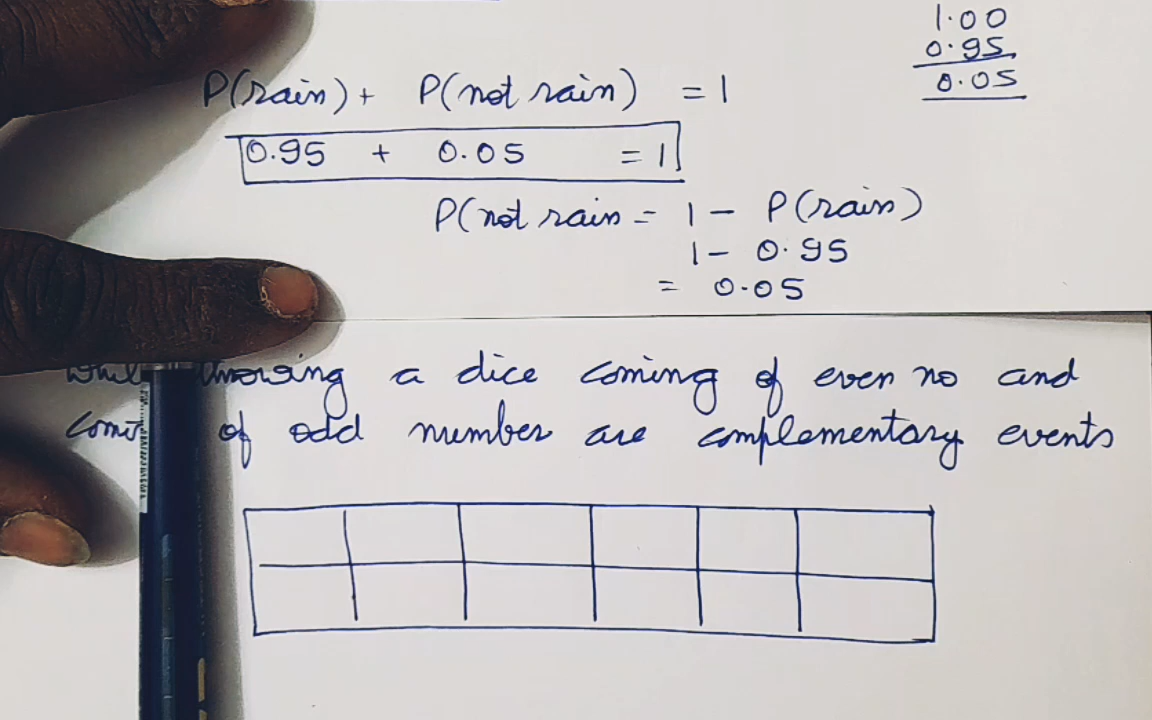 1.00
0.95
0.05
P(rain) + P(not rain) = 1
0.95 + 0.05 = 1
P(not rain = 1 - P(rain)
1 - 0.95
= 0.05
throwing a dice coming of even no and
of odd number are complementary events